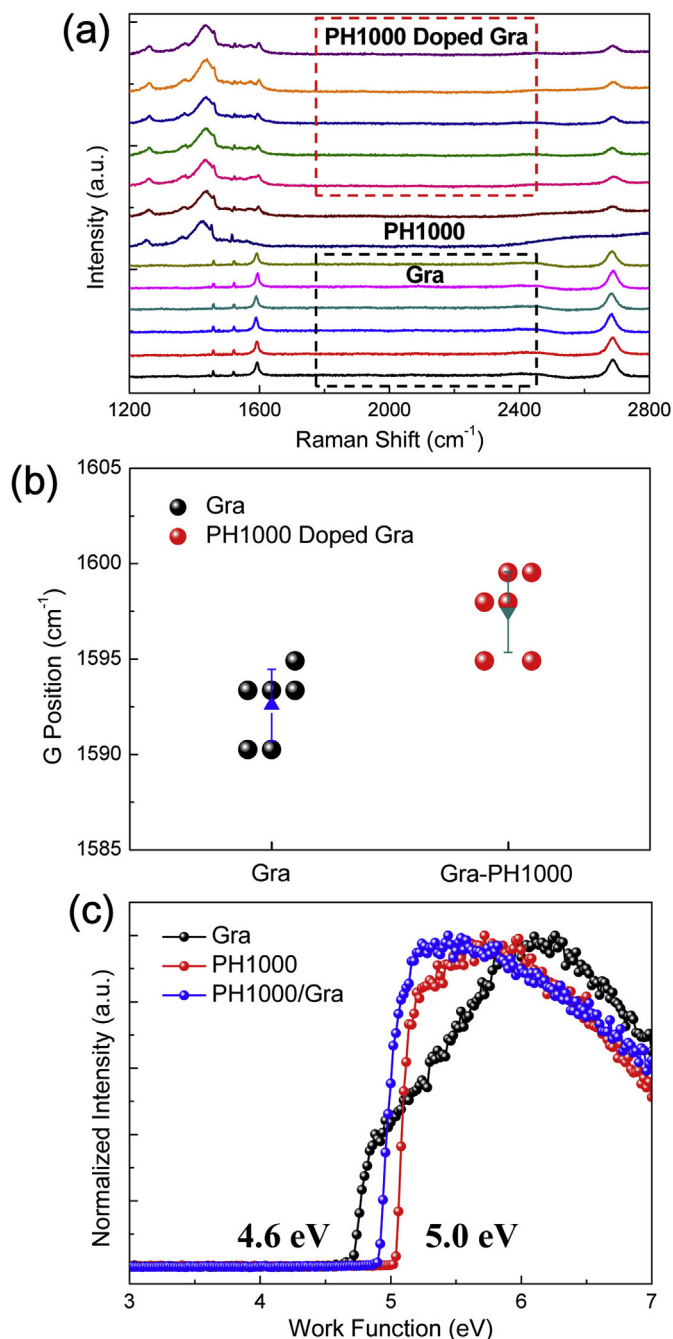 (a)
PH1000 Doped Gra
PH1000
Gra
Intensity (a.u.)
1200 1600 2000 2400 2800
Raman Shift (cm⁻¹)
(b)
1605
1600
1595
1590
1585
Gra
PH1000 Doped Gra
G Position (cm⁻¹)
Gra Gra-PH1000
(c)
Gra
PH1000
PH1000/Gra
Normalized Intensity (a.u.)
4.6 eV 5.0 eV
3 4 5 6 7
Work Function (eV)